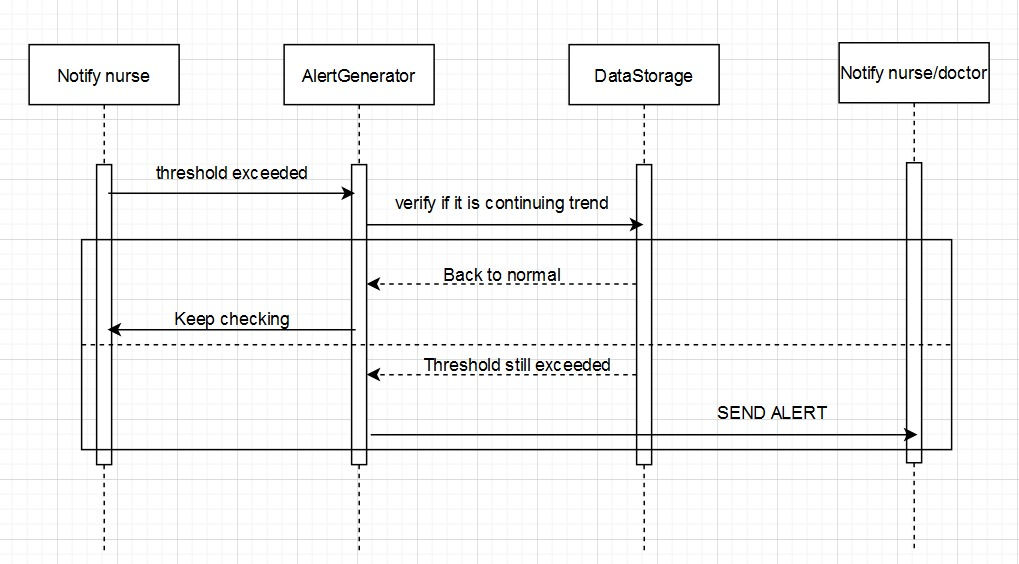 Notify nurse
AlertGenerator
DataStorage
Notify nurse/doctor
threshold exceeded
verify if it is continuing trend
Back to normal
Keep checking
Threshold still exceeded
SEND ALERT